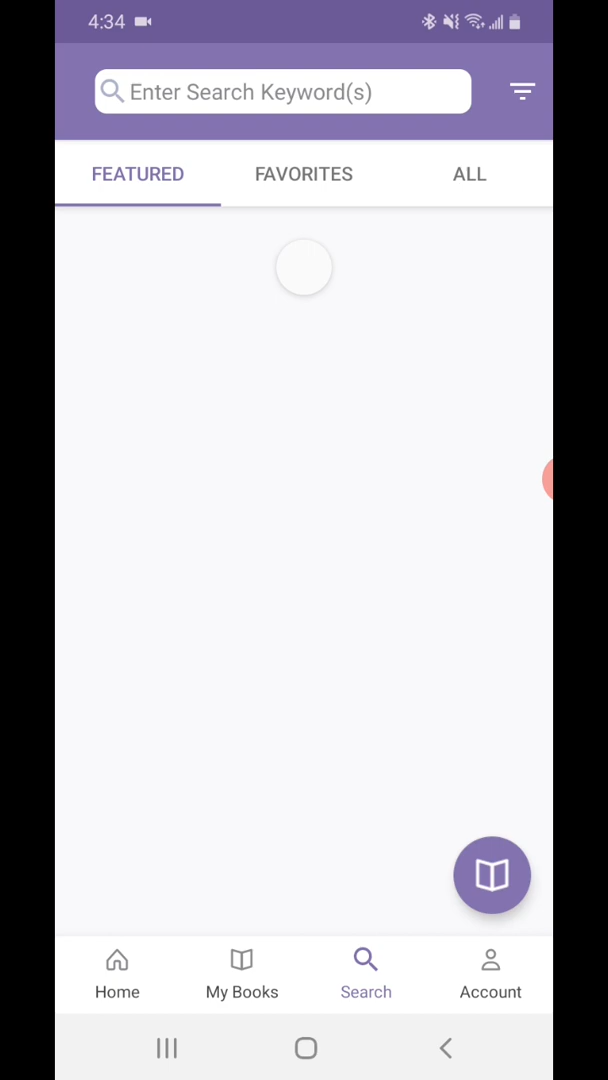 4:34
Enter Search Keyword(s)
FEATURED FAVORITES ALL
Home My Books Search Account